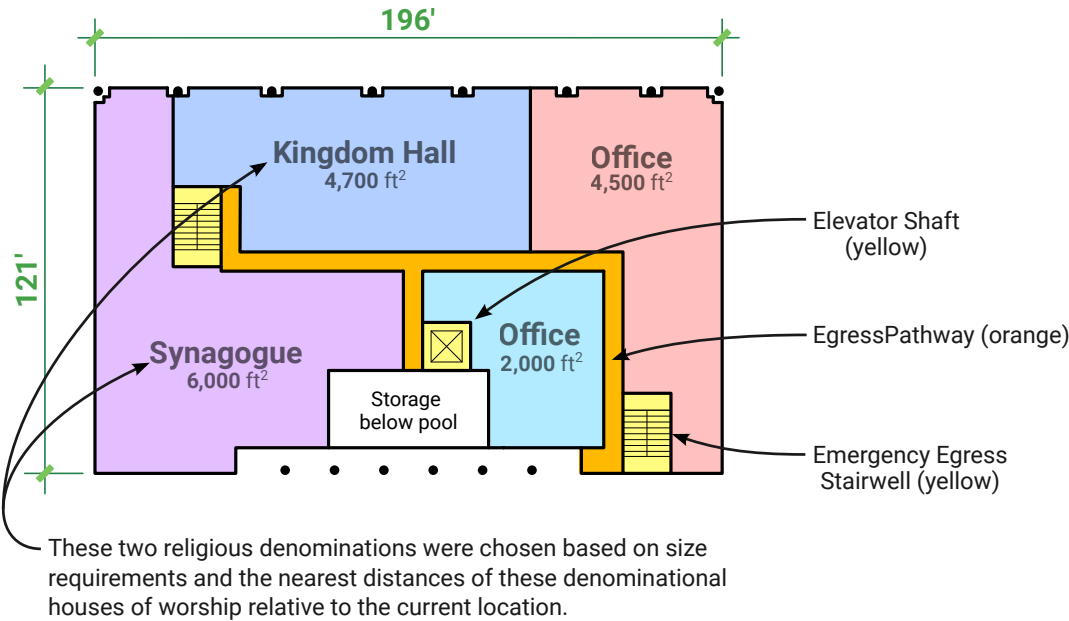 196'
121'
Kingdom Hall
4,700 ft²
Office
4,500 ft²
Elevator Shaft
(yellow)
EgressPathway (orange)
Office
2,000 ft²
Synagogue
6,000 ft²
Storage
below pool
Emergency Egress
Stairwell (yellow)
These two religious denominations were chosen based on size
requirements and the nearest distances of these denominational
houses of worship relative to the current location.